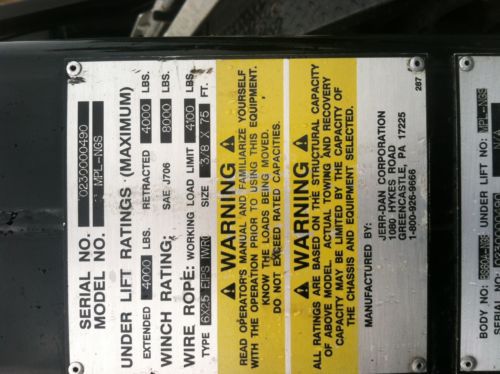 SERIAL NO. 0230000490
MODEL NO. MPL-NGS
UNDER LIFT RATINGS (MAXIMUM)
EXTENDED 4000 LBS. RETRACTED 4000 LBS.
WINCH RATING: SAE J706 8000 LBS.
WIRE ROPE: WORKING LOAD LIMIT 4100 LBS.
TYPE 6X25 EIPS IWRC SIZE 3/8 X 75 FT.
WARNING
READ OPERATOR'S MANUAL AND FAMILIARIZE YOURSELF
WITH THE OPERATION PRIOR TO USING THIS EQUIPMENT.
KNOW THE LOADS BEING MOVED.
DO NOT EXCEED RATED CAPACITIES.
WARNING
ALL RATINGS ARE BASED ON THE STRUCTURAL CAPACITY
OF ABOVE MODEL. ACTUAL TOWING AND RECOVERY
CAPACITY MAY BE LIMITED BY THE CAPACITY OF
THE CHASSIS AND EQUIPMENT SELECTED.
MANUFACTURED BY:
JERR-DAN CORPORATION
1080 HYKES ROAD
GREENCASTLE, PA 17225
1-800-926-9666
287
BODY NO: MPL-NGS